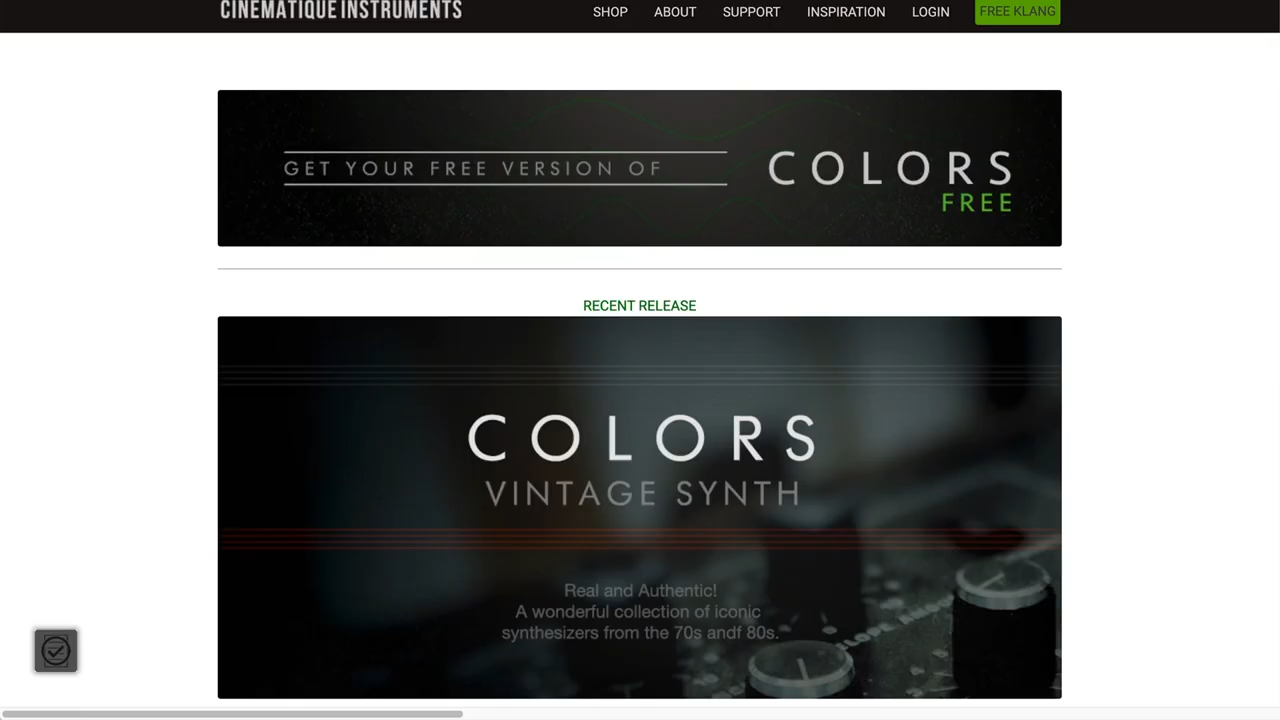 CINEMATIQUE INSTRUMENTS
SHOP ABOUT SUPPORT INSPIRATION LOGIN FREE KLANG
GET YOUR FREE VERSION OF
COLORS
FREE
RECENT RELEASE
COLORS
VINTAGE SYNTH
Real and Authentic!
A wonderful collection of iconic
synthesizers from the 70s andf 80s.